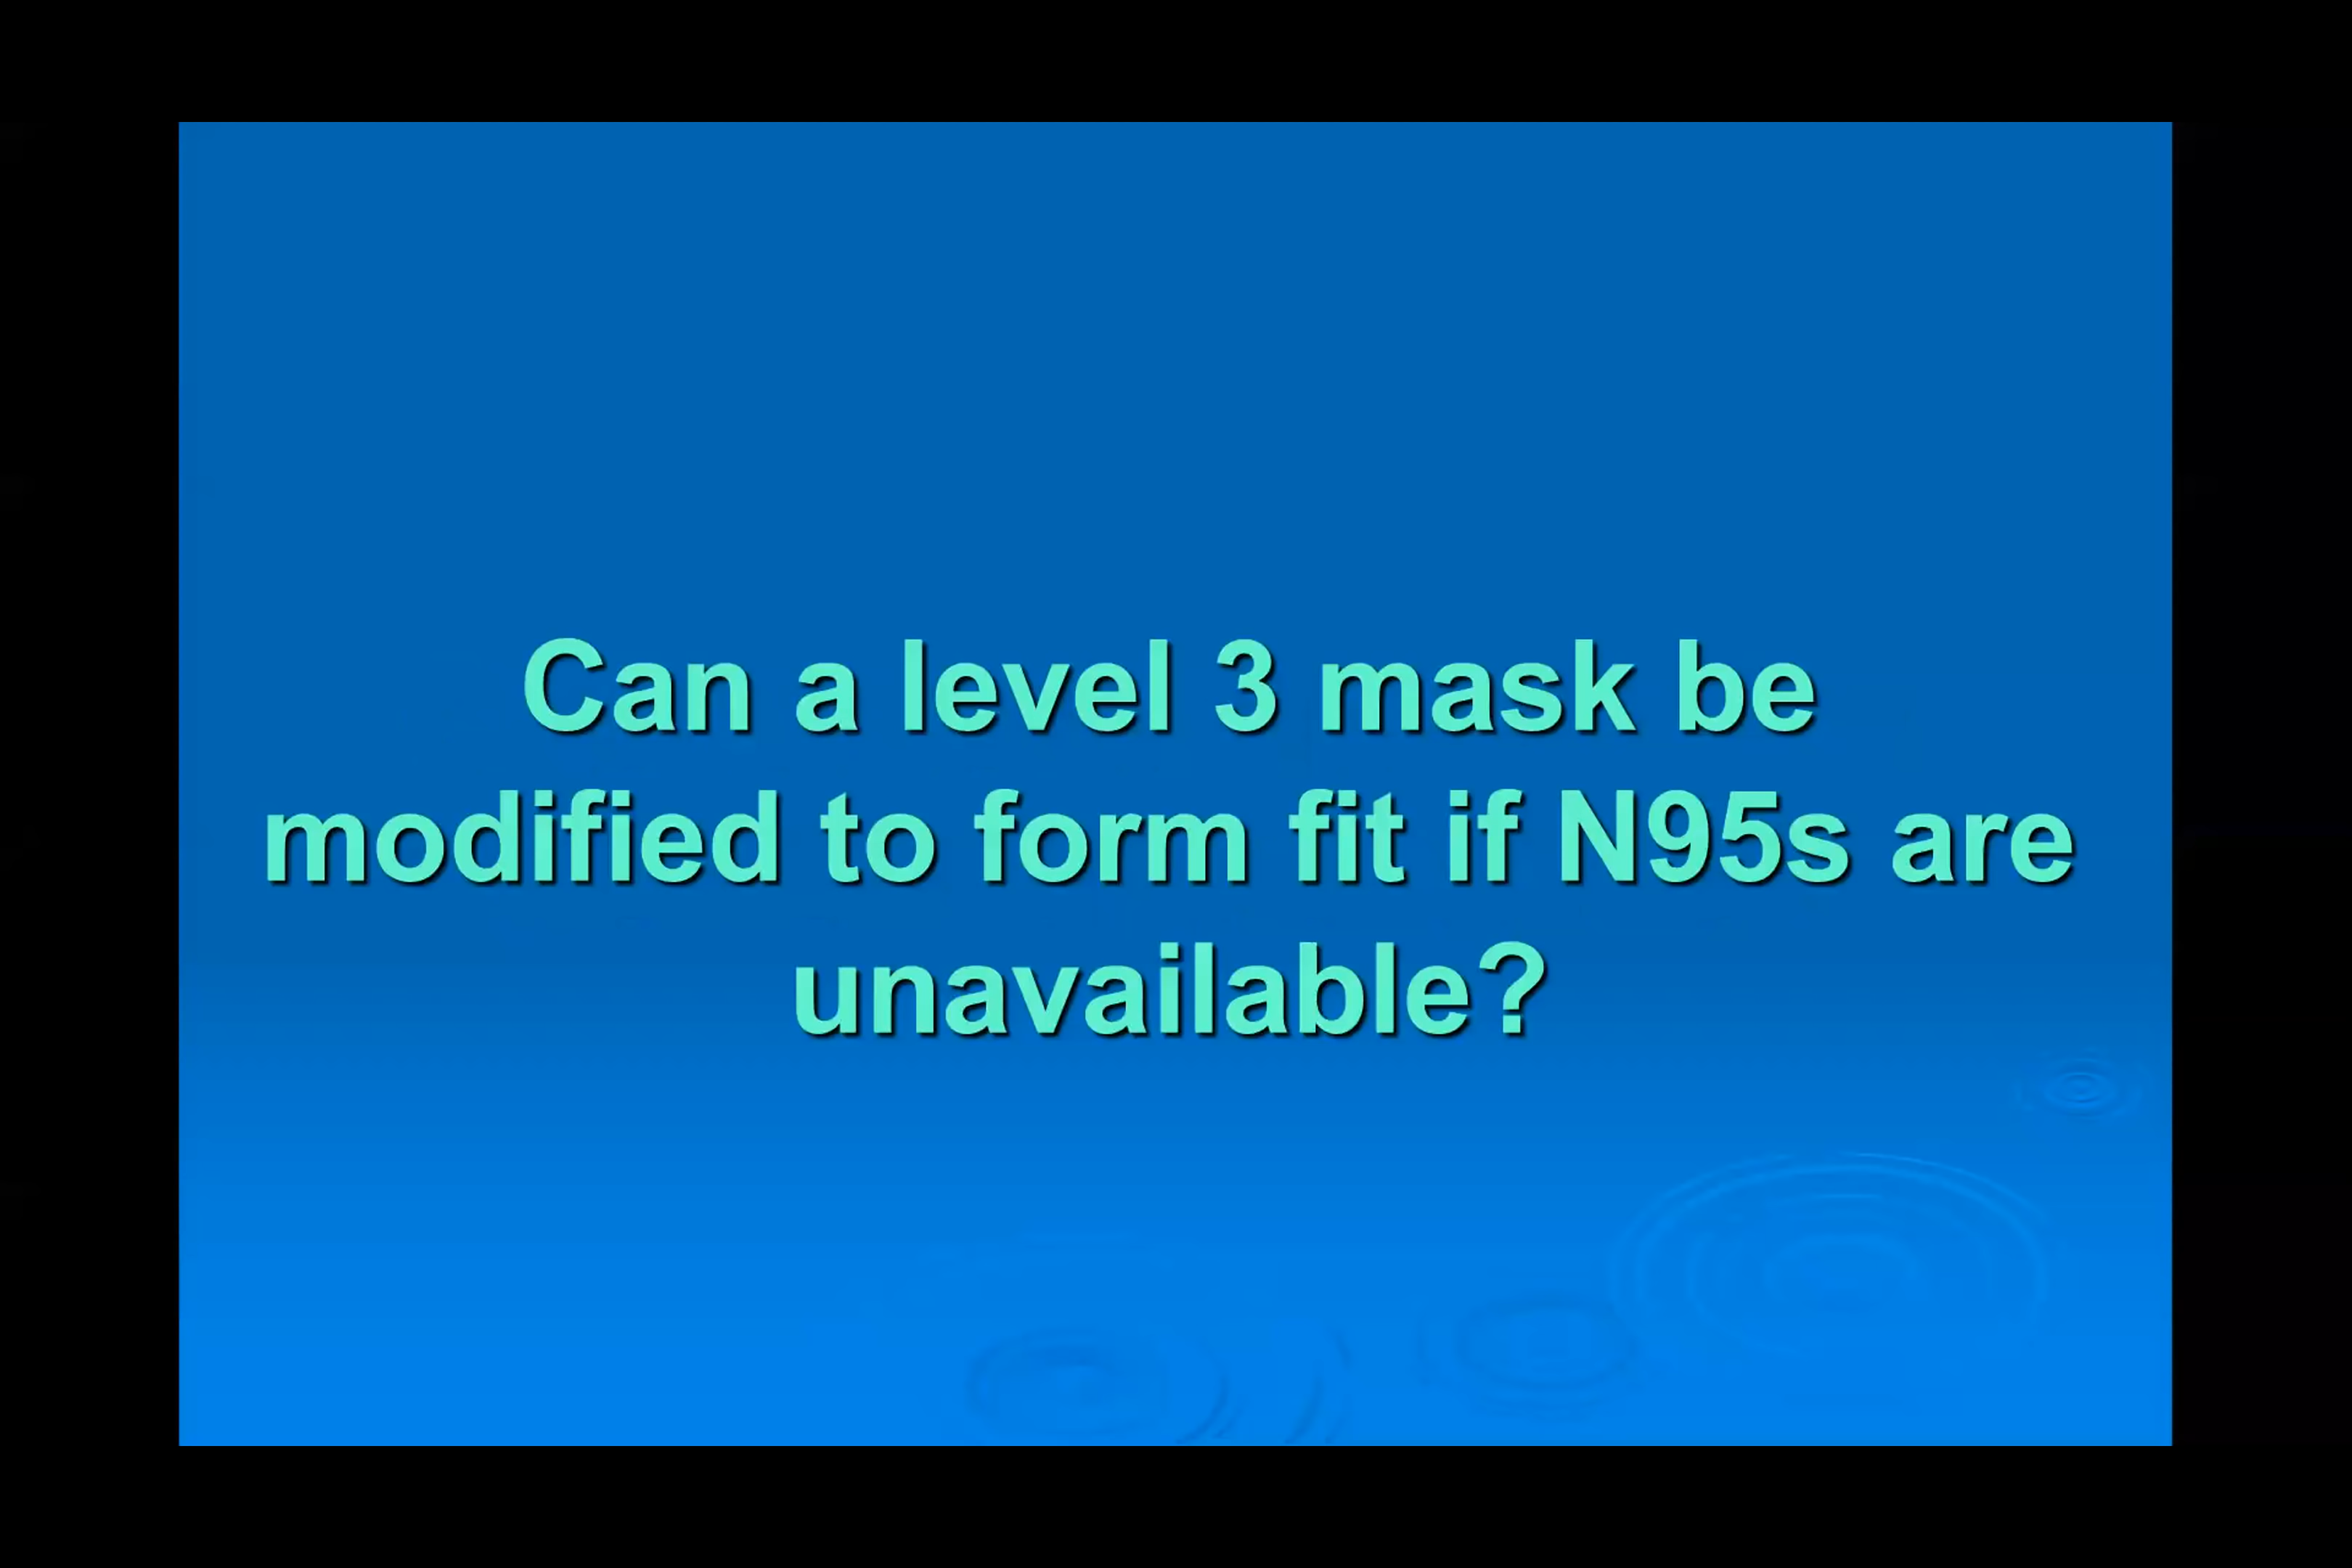 Can a level 3 mask be
modified to form fit if N95s are
unavailable?